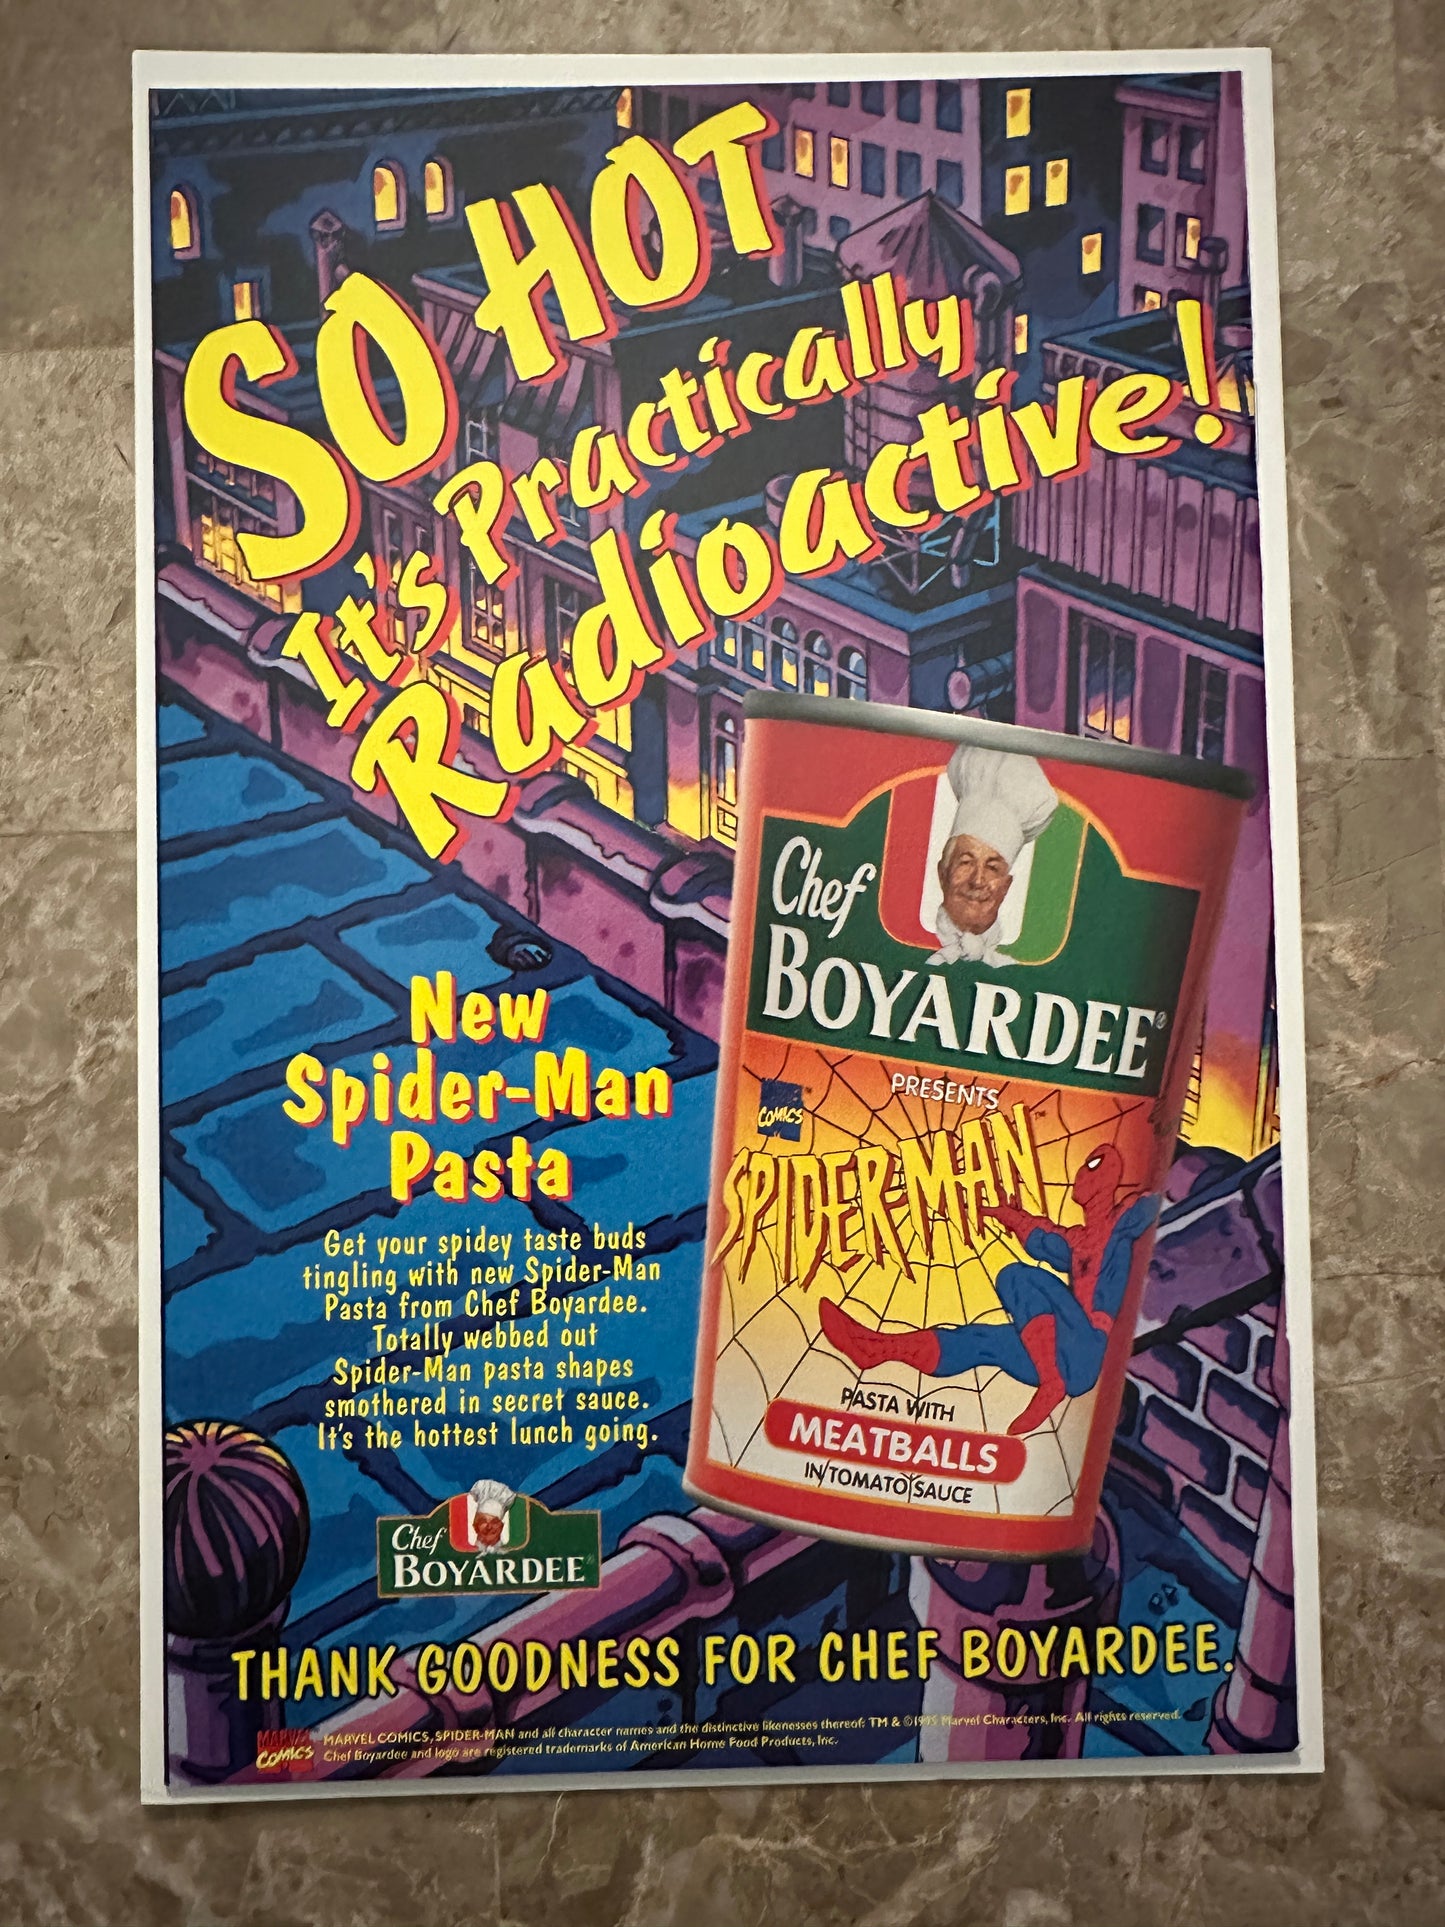 SO HOT
It's Practically
Radioactive!
Chef
BOYARDEE®
PRESENTS
COMICS
SPIDER-MAN™
PASTA WITH
MEATBALLS
IN TOMATO SAUCE
New
Spider-Man
Pasta
Get your spidey taste buds
tingling with new Spider-Man
Pasta from Chef Boyardee.
Totally webbed out
Spider-Man pasta shapes
smothered in secret sauce.
It's the hottest lunch going.
Chef
BOYARDEE®
THANK GOODNESS FOR CHEF BOYARDEE.
MARVEL
COMICS
MARVEL COMICS, SPIDER-MAN and all character names and the distinctive likenesses thereof: TM & ©1995 Marvel Characters, Inc. All rights reserved.
Chef Boyardee and logo are registered trademarks of American Home Food Products, Inc.